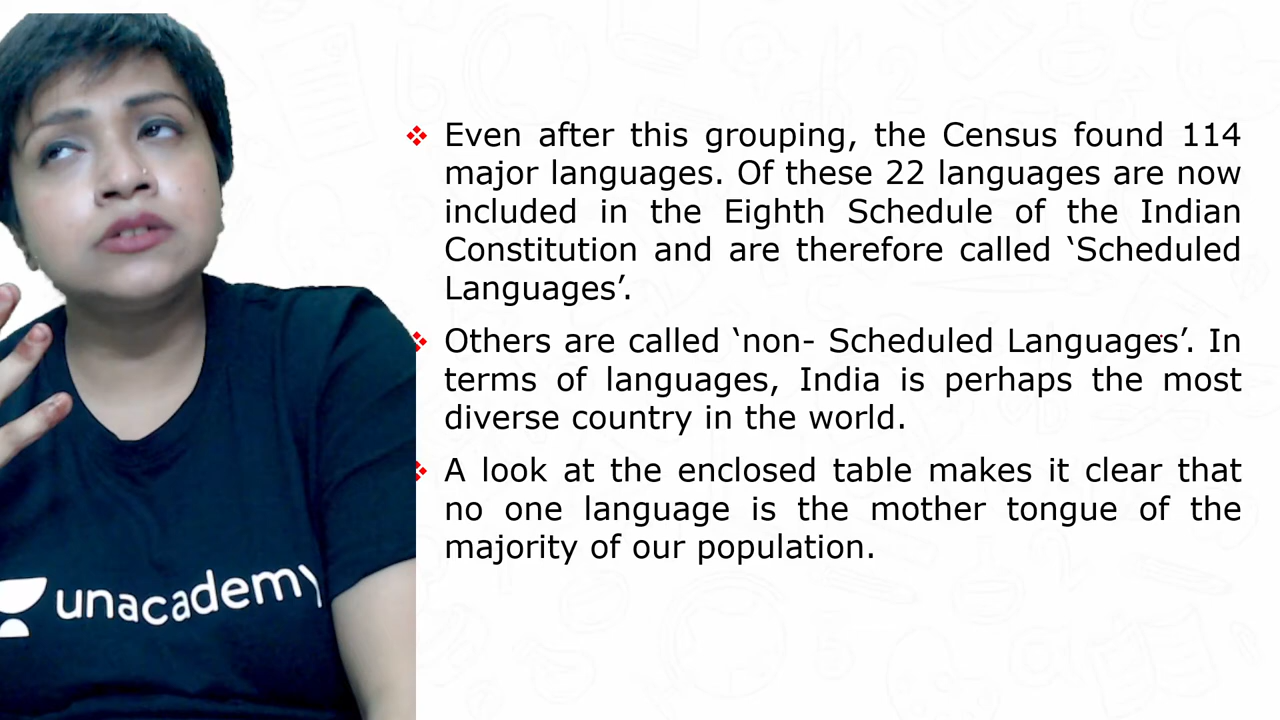 Even after this grouping, the Census found 114
major languages. Of these 22 languages are now
included in the Eighth Schedule of the Indian
Constitution and are therefore called ‘Scheduled
Languages’.
Others are called ‘non- Scheduled Languages’. In
terms of languages, India is perhaps the most
diverse country in the world.
A look at the enclosed table makes it clear that
no one language is the mother tongue of the
majority of our population.
unacademy